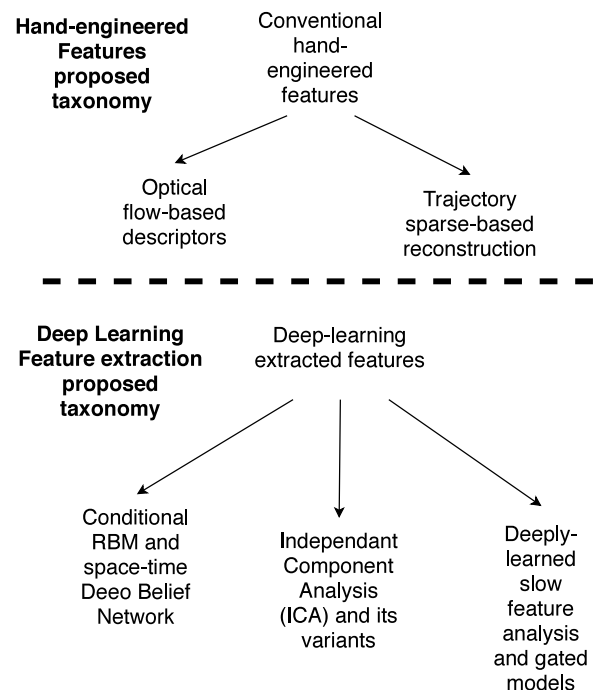 Hand-engineered
Features
proposed
taxonomy
Conventional
hand-
engineered
features
Optical
flow-based
descriptors
Trajectory
sparse-based
reconstruction
Deep Learning
Feature extraction
proposed
taxonomy
Deep-learning
extracted features
Conditional
RBM and
space-time
Deeo Belief
Network
Independant
Component
Analysis
(ICA) and its
variants
Deeply-
learned
slow
feature
analysis
and gated
models